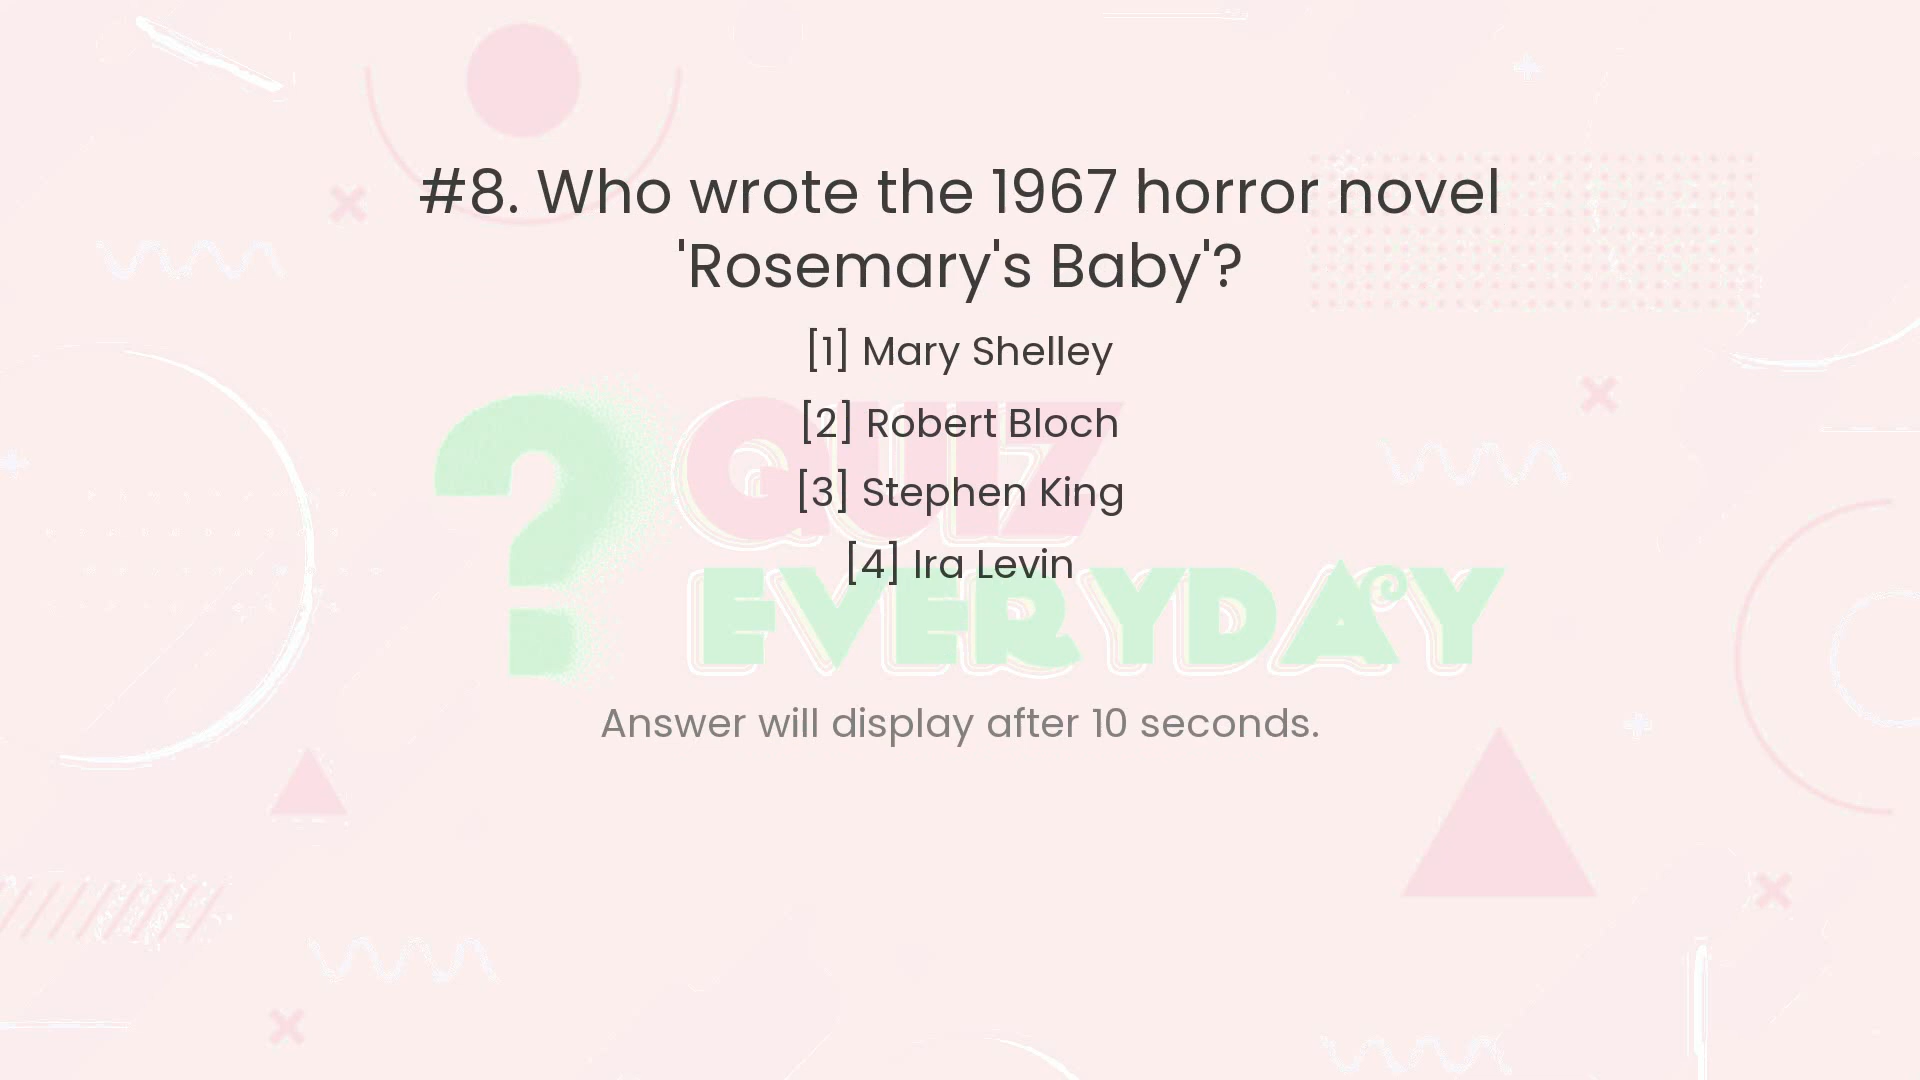 #8. Who wrote the 1967 horror novel
'Rosemary's Baby'?
[1] Mary Shelley
[2] Robert Bloch
[3] Stephen King
[4] Ira Levin
? QUIZ
EVERYDAY
Answer will display after 10 seconds.